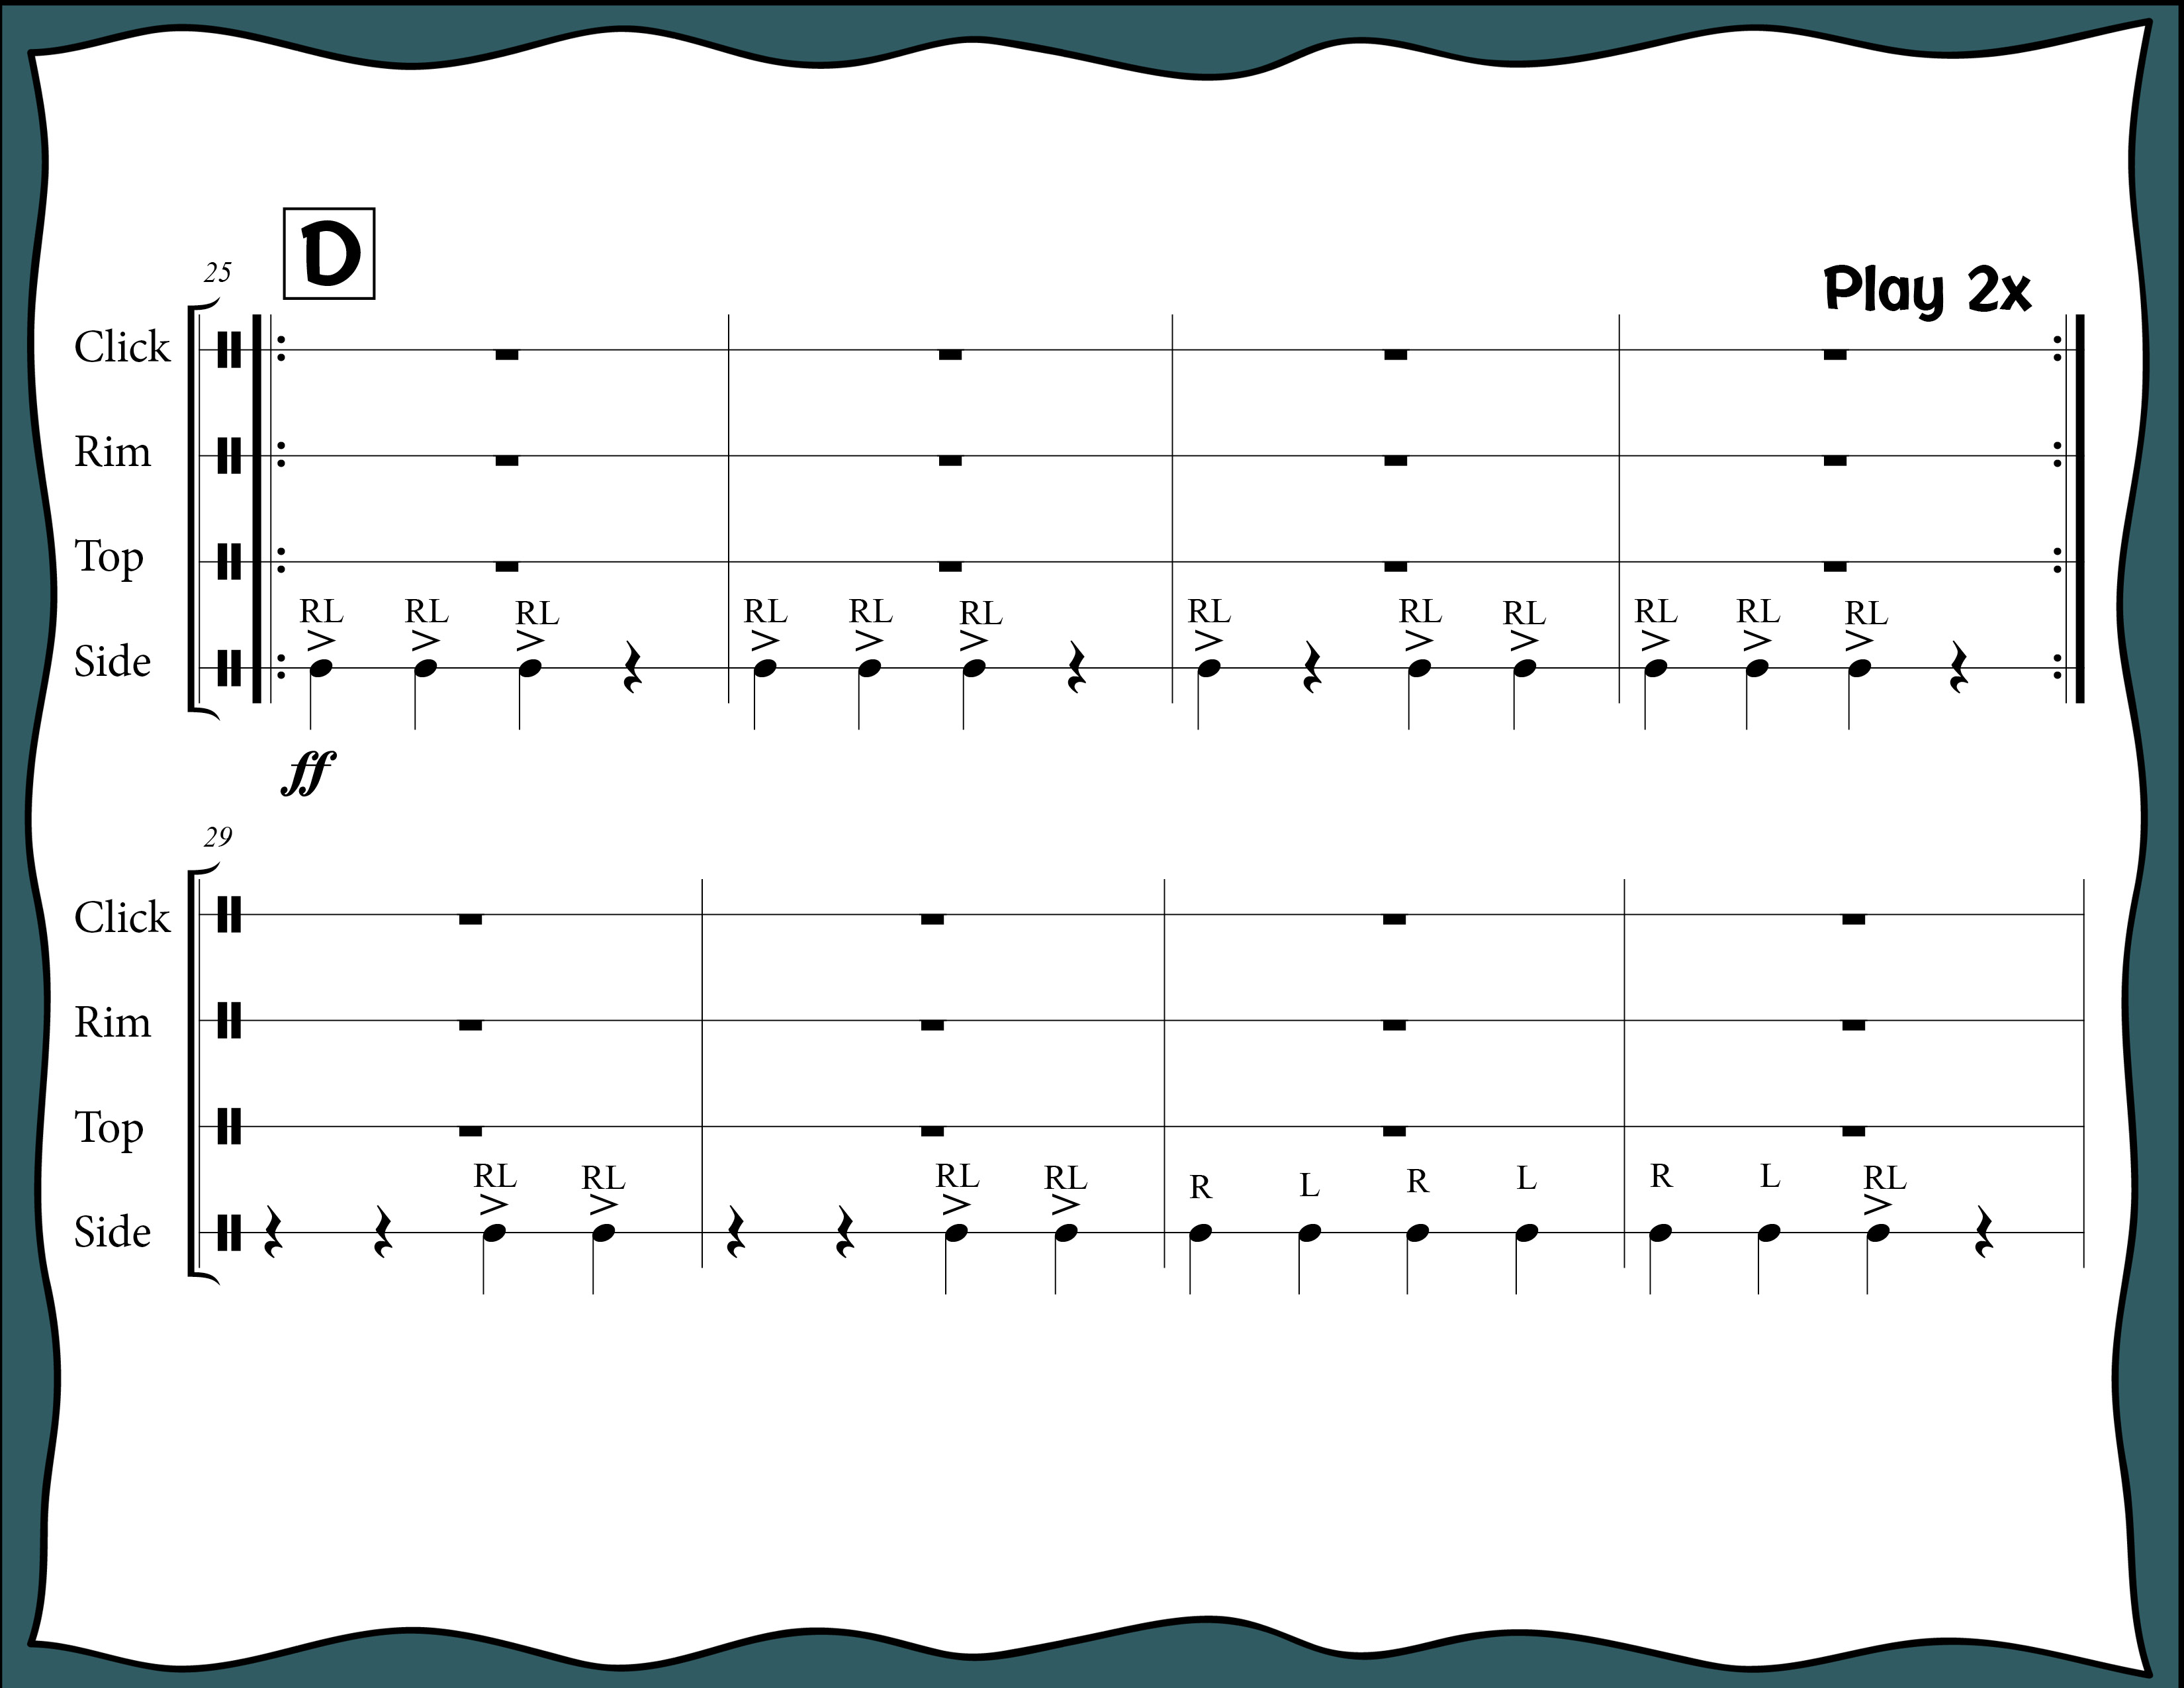 D
25
Play 2x
Click
Rim
Top
RL RL RL RL RL RL RL RL RL RL RL RL
Side
ff
29
Click
Rim
Top
RL RL RL RL R L R L R L RL
Side